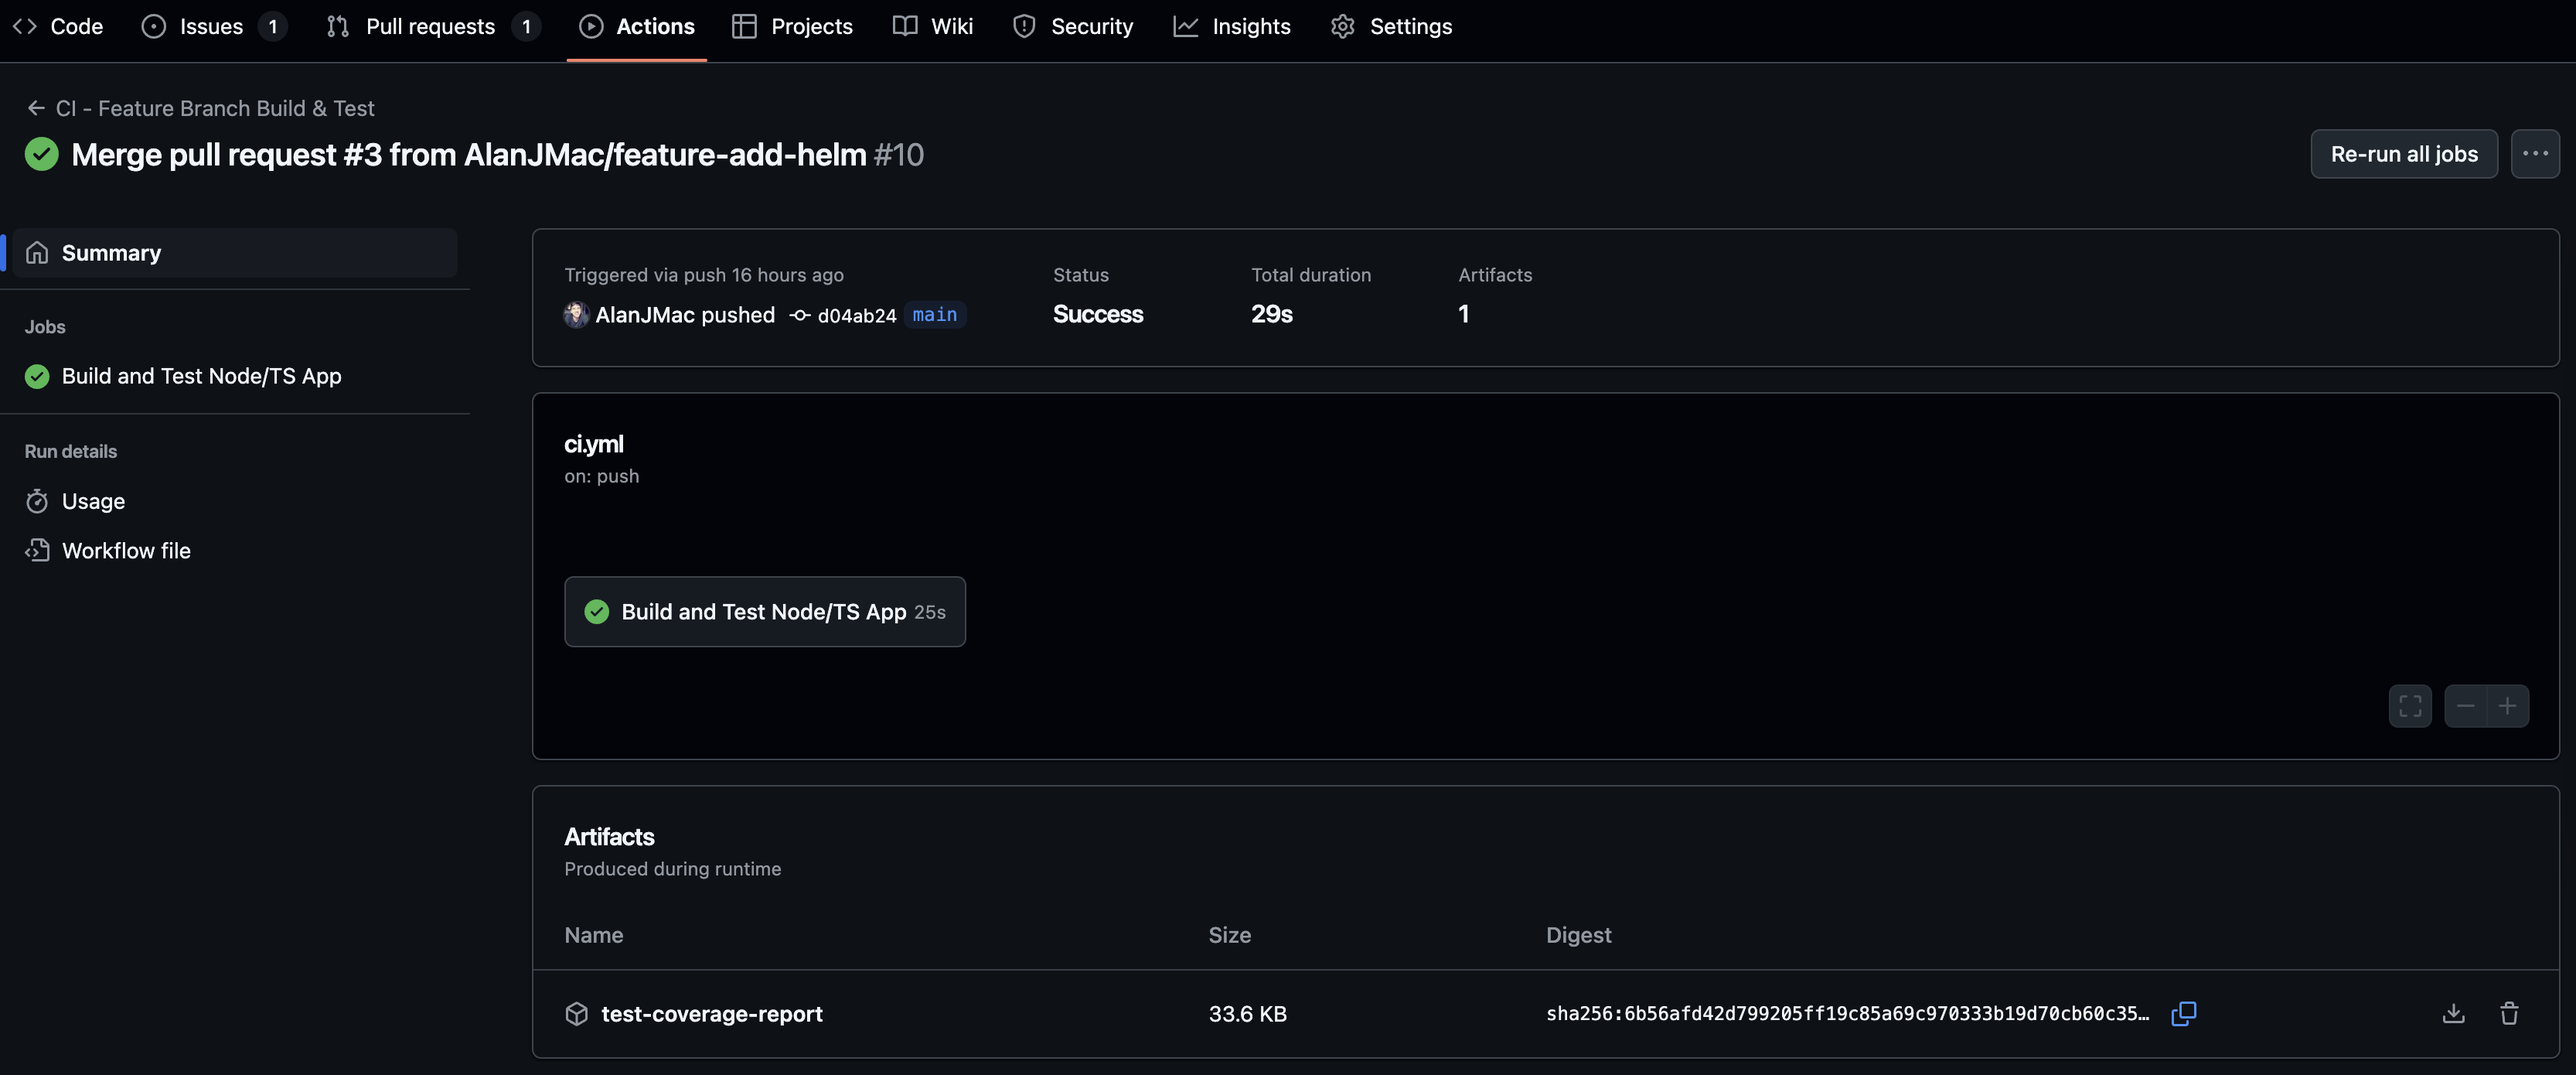 Code Issues 1 Pull requests 1 Actions Projects Wiki Security Insights Settings
CI - Feature Branch Build & Test
Merge pull request #3 from AlanJMac/feature-add-helm #10
Re-run all jobs
Summary
Jobs
Build and Test Node/TS App
Run details
Usage
Workflow file
Triggered via push 16 hours ago
AlanJMac pushed d04ab24 main
Status
Success
Total duration
29s
Artifacts
1
ci.yml
on: push
Build and Test Node/TS App 25s
Artifacts
Produced during runtime
Name Size Digest
test-coverage-report 33.6 KB sha256:6b56afd42d799205ff19c85a69c970333b19d70cb60c35…